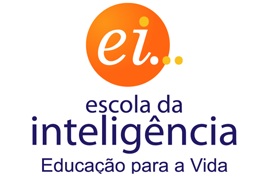 ei...
escola da
inteligência
Educação para a Vida